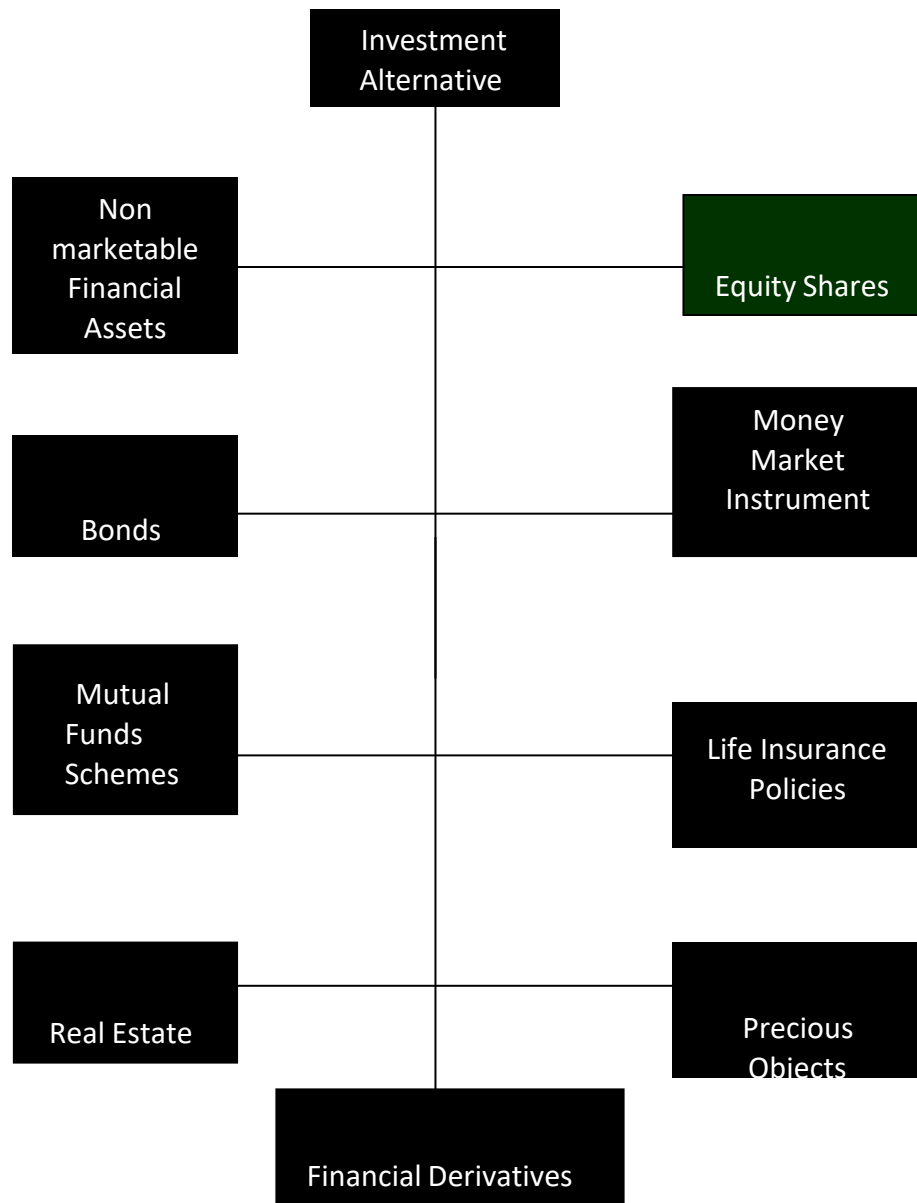 Investment
Alternative
Non
marketable
Financial
Assets
Equity Shares
Money
Market
Instrument
Bonds
Mutual
Funds
Schemes
Life Insurance
Policies
Real Estate
Precious
Objects
Financial Derivatives